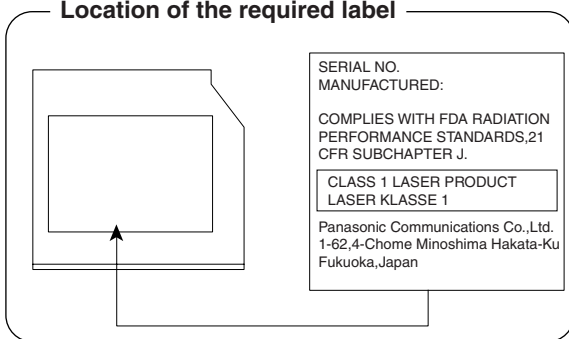 Location of the required label
SERIAL NO.
MANUFACTURED:
COMPLIES WITH FDA RADIATION
PERFORMANCE STANDARDS,21
CFR SUBCHAPTER J.
CLASS 1 LASER PRODUCT
LASER KLASSE 1
Panasonic Communications Co.,Ltd.
1-62,4-Chome Minoshima Hakata-Ku
Fukuoka,Japan